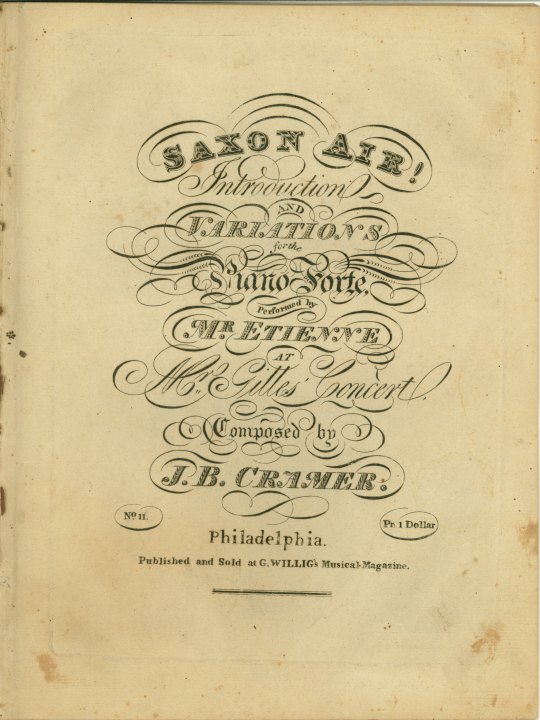 SAXON AIR!
Introduction
AND
VARIATIONS
for the
Piano Forte,
Performed by
MR ETIENNE
AT
Mrs. Gilles' Concert.
Composed by
J. B. CRAMER:
No. 11.
Pr. 1 Dollar
Philadelphia.
Published and Sold at G. WILLIG's Musical Magazine.